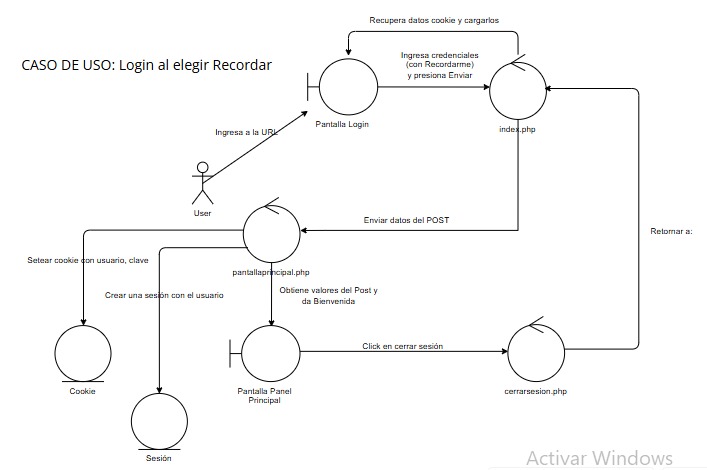 Recupera datos cookie y cargarlos
CASO DE USO: Login al elegir Recordar
Ingresa credenciales
(con Recordarme)
y presiona Enviar
Pantalla Login
index.php
Ingresa a la URL
User
Enviar datos del POST
Retornar a:
Setear cookie con usuario, clave
pantallaprincipal.php
Crear una sesión con el usuario
Obtiene valores del Post y
da Bienvenida
Click en cerrar sesión
Cookie
Pantalla Panel
Principal
cerrarsesion.php
Sesión
Activar Windows